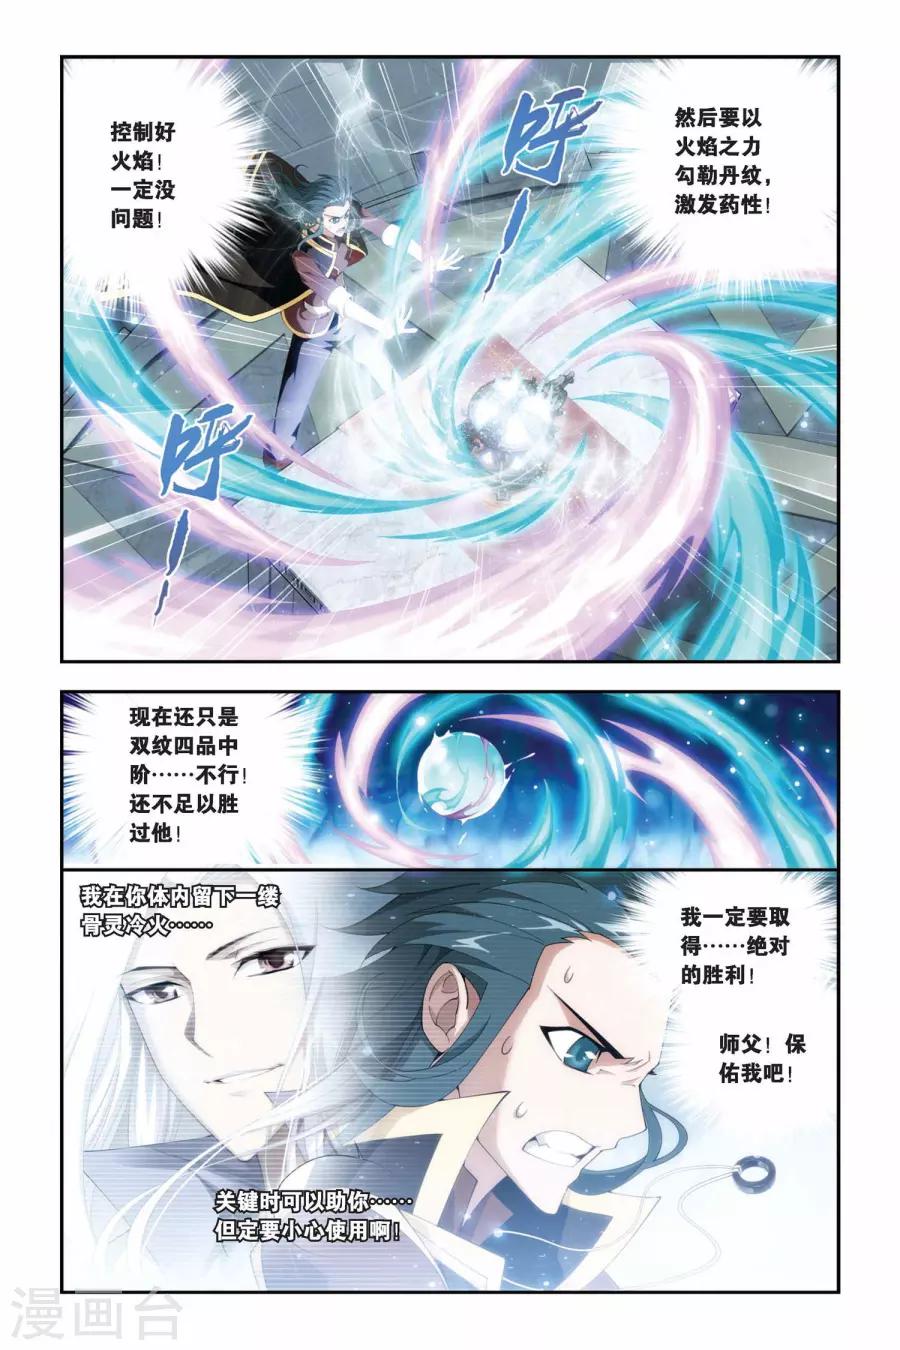 控制好
火焰！
一定没
问题！
呼——
然后要以
火焰之力
勾勒丹纹，
激发药性！
呼——
现在还只是
双纹四品中
阶……不行！
还不足以胜
过他！
我在你体内留下一缕
骨灵冷火……
我一定要取
得……绝对
的胜利！
师父！保
佑我吧！
关键时可以助你……
但定要小心使用啊！
漫画台